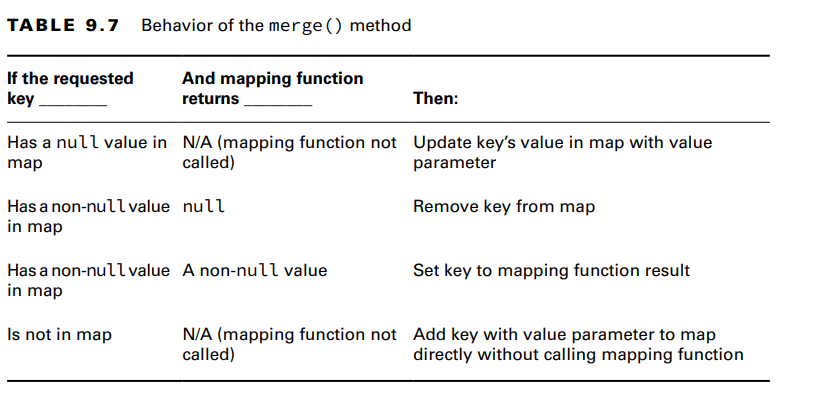 TABLE 9.7 Behavior of the merge() method
If the requested key ________ And mapping function returns ________ Then:
Has a null value in map N/A (mapping function not called) Update key's value in map with value parameter
Has a non-null value in map null Remove key from map
Has a non-null value in map A non-null value Set key to mapping function result
Is not in map N/A (mapping function not called) Add key with value parameter to map directly without calling mapping function